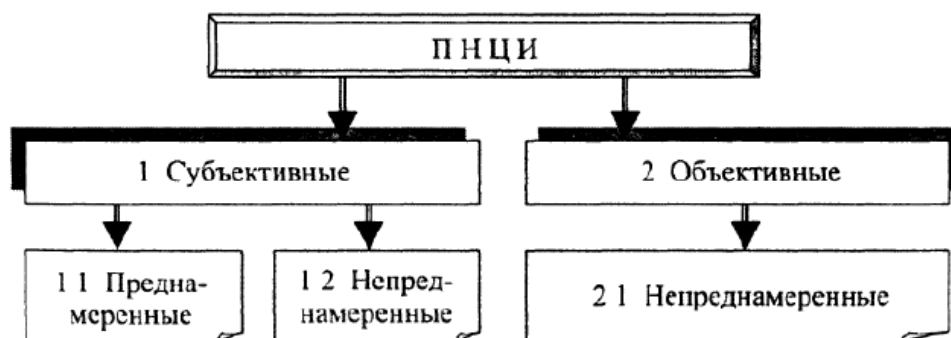 ПНЦИ
1 Субъективные
2 Объективные
1 1 Предна-
меренные
1 2 Непред-
намеренные
2 1 Непреднамеренные